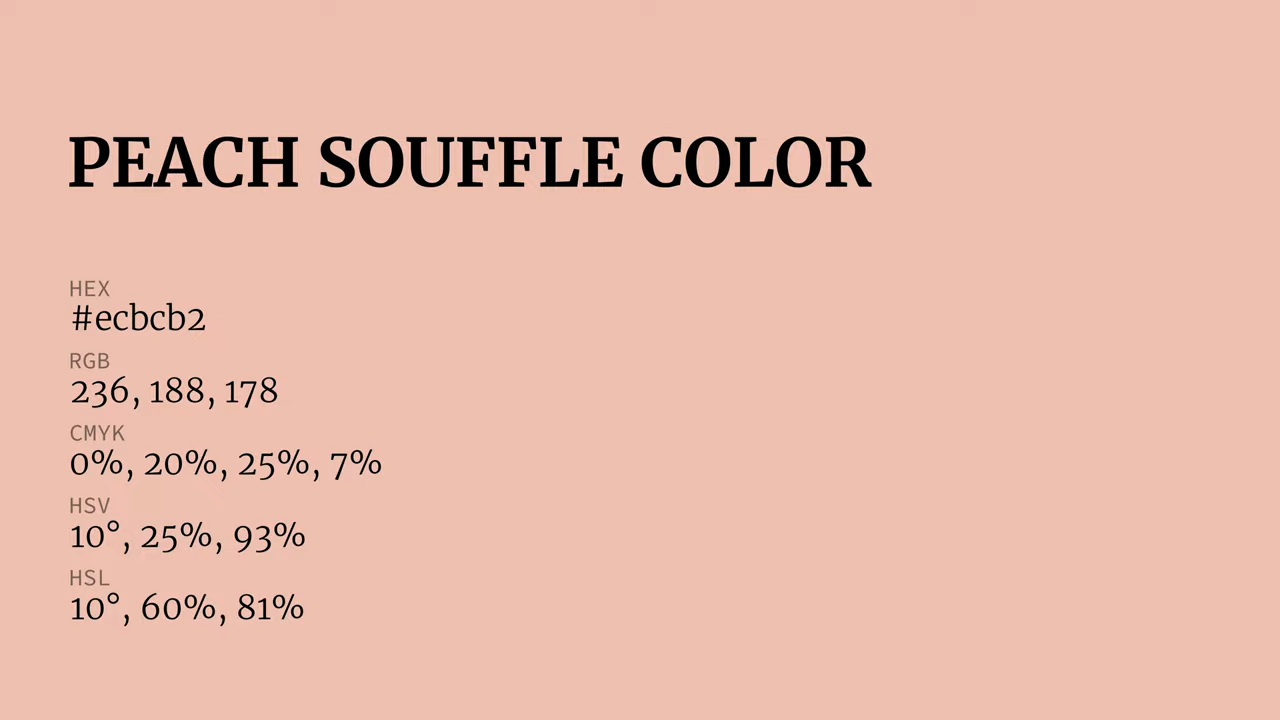 PEACH SOUFFLE COLOR
HEX
#ecbcb2
RGB
236, 188, 178
CMYK
0%, 20%, 25%, 7%
HSV
10°, 25%, 93%
HSL
10°, 60%, 81%